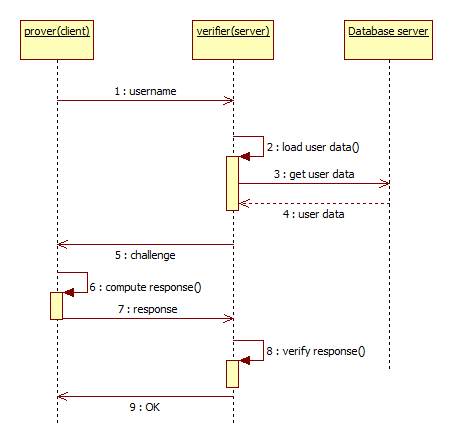 prover(client)
verifier(server)
Database server
1 : username
2 : load user data()
3 : get user data
4 : user data
5 : challenge
6 : compute response()
7 : response
8 : verify response()
9 : OK